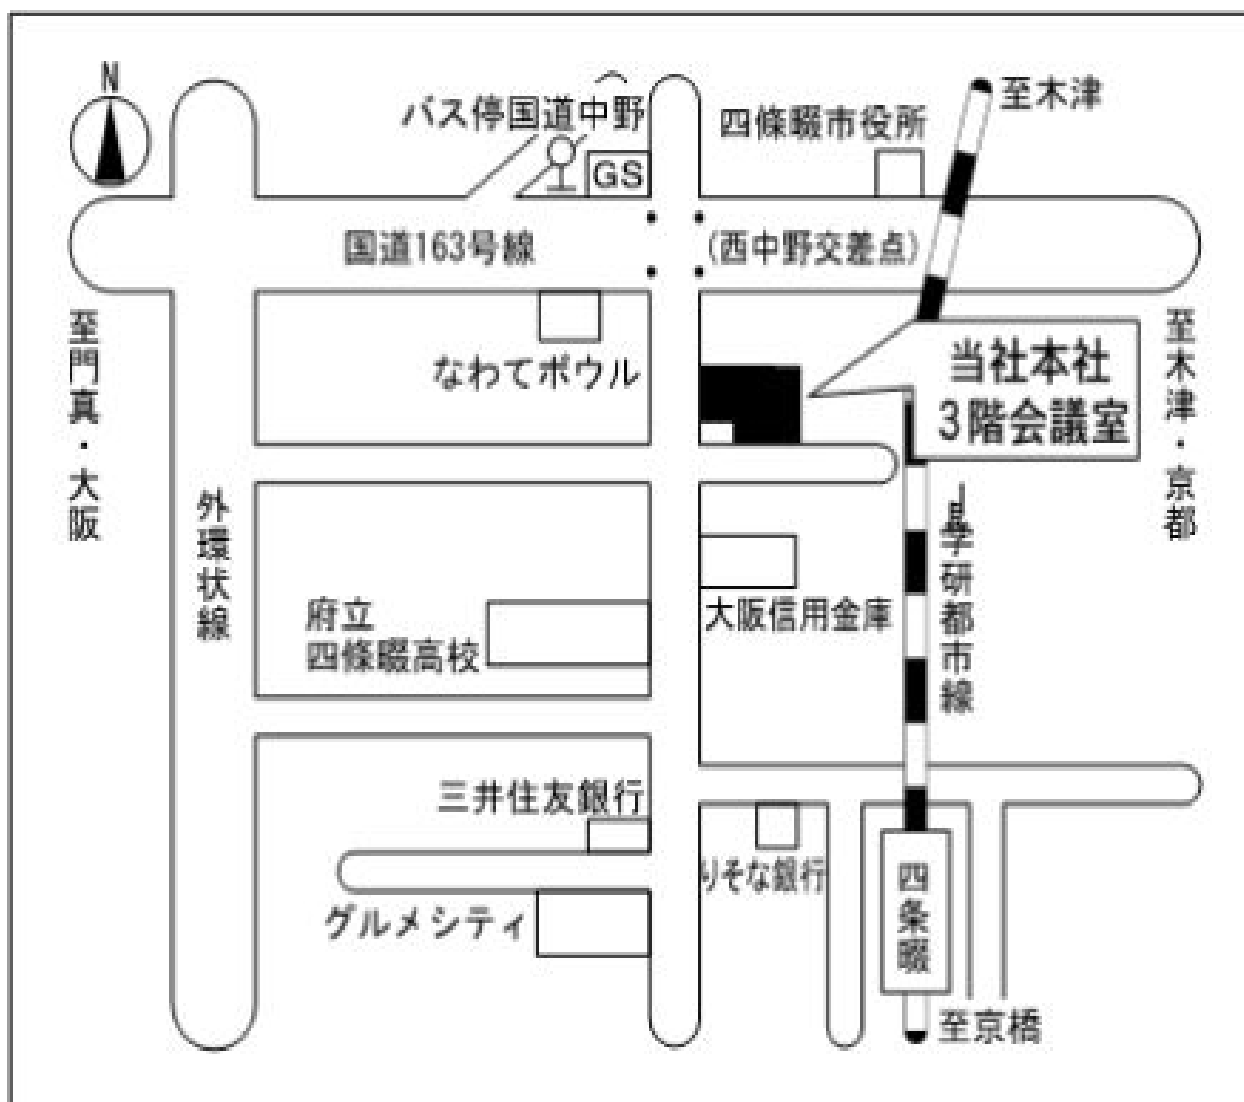 N
バス停国道中野
四條畷市役所
至木津
GS
国道163号線
(西中野交差点)
至門真・大阪
なわてボウル
当社本社
3階会議室
至木津・京都
外環状線
学研都市線
大阪信用金庫
府立
四條畷高校
三井住友銀行
りそな銀行
グルメシティ
四条畷
至京橋